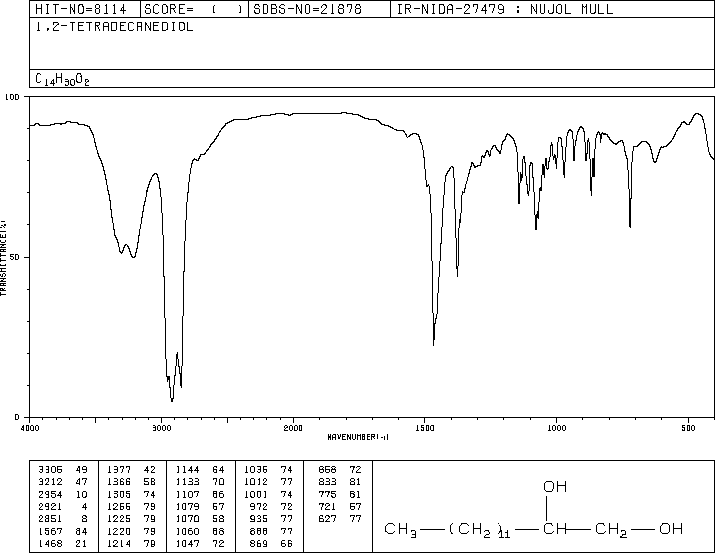 HIT-NO=8114 SCORE= ( ) SDBS-NO=21878 IR-NIDA-27479 : NUJOL MULL
1,2-TETRADECANEDIOL
C14H30O2
100
50
0
TRANSMITTANCE(%)
4000 3000 2000 1500 1000 500
WAVENUMBER(-1)
3305 49 1377 42 1144 64 1036 74 858 72
3212 47 1366 58 1133 70 1012 77 833 81
2954 10 1305 74 1107 66 1001 74 775 81
2921 4 1266 79 1079 57 972 72 721 57
2851 8 1225 79 1070 58 935 77 627 77
1567 84 1220 79 1060 68 888 77
1468 21 1214 79 1047 72 869 66
OH
CH3—(CH2)11—CH—CH2—OH